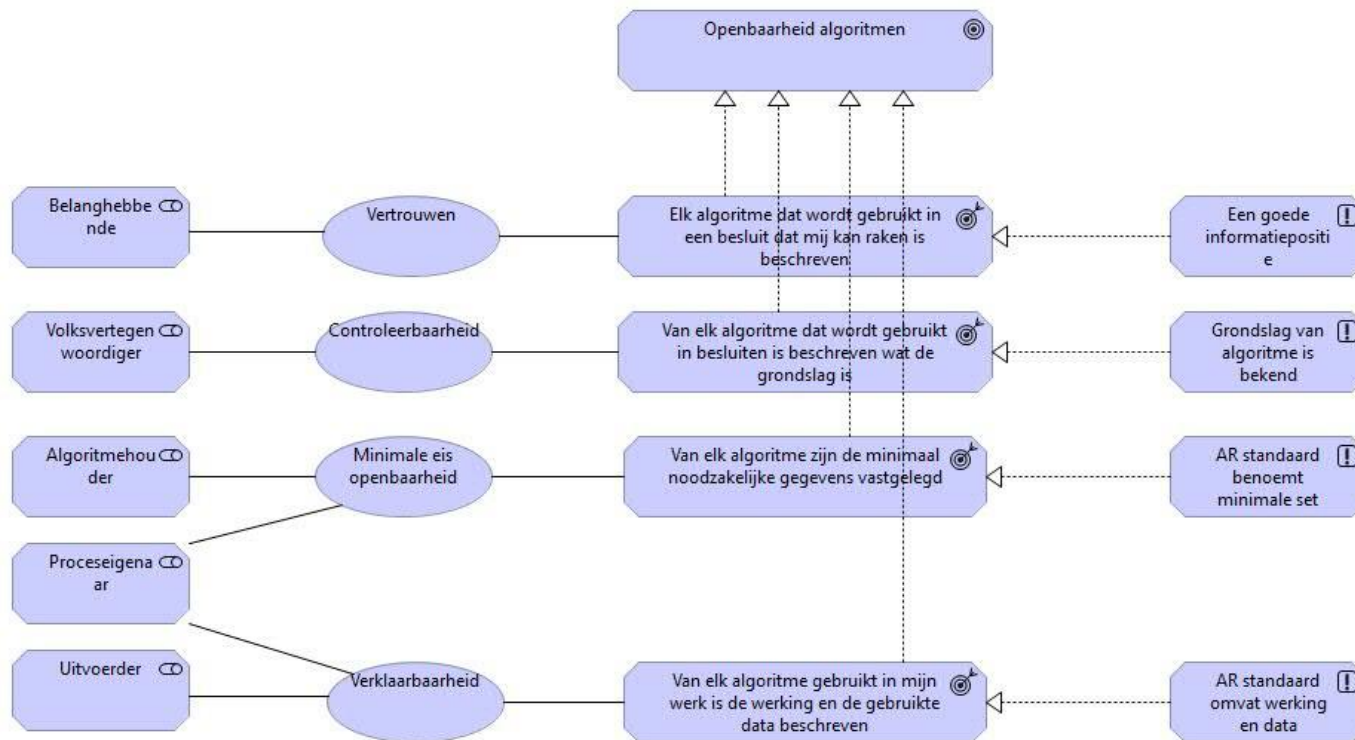 Openbaarheid algoritmen
Belanghebbe
nde
Vertrouwen
Elk algoritme dat wordt gebruikt in
een besluit dat mij kan raken is
beschreven
Een goede
informatiepositi
e
Volksvertegen
woordiger
Controleerbaarheid
Van elk algoritme dat wordt gebruikt
in besluiten is beschreven wat de
grondslag is
Grondslag van
algoritme is
bekend
Algoritmehou
der
Minimale eis
openbaarheid
Van elk algoritme zijn de minimaal
noodzakelijke gegevens vastgelegd
AR standaard
benoemt
minimale set
Proceseigena
ar
Uitvoerder
Verklaarbaarheid
Van elk algoritme gebruikt in mijn
werk is de werking en de gebruikte
data beschreven
AR standaard
omvat werking
en data